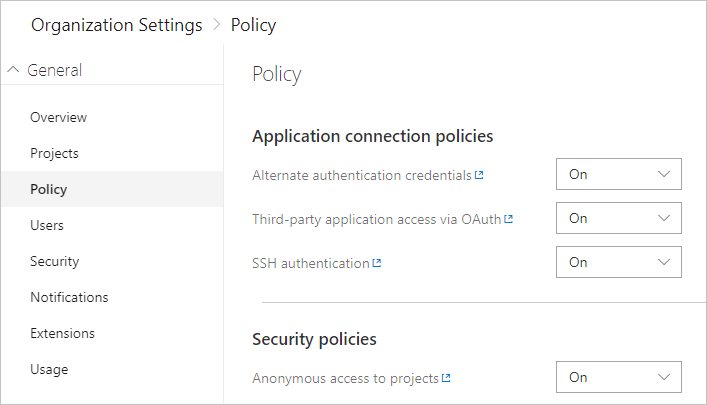 Organization Settings > Policy
General
Overview
Projects
Policy
Users
Security
Notifications
Extensions
Usage
Policy
Application connection policies
Alternate authentication credentials On
Third-party application access via OAuth On
SSH authentication On
Security policies
Anonymous access to projects On